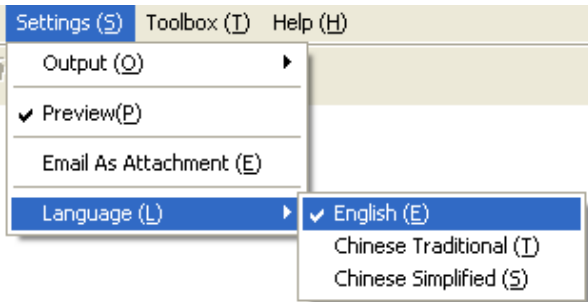 Settings (S) Toolbox (T) Help (H)
Output (O)
Preview(P)
Email As Attachment (E)
Language (L) English (E)
Chinese Traditional (T)
Chinese Simplified (S)